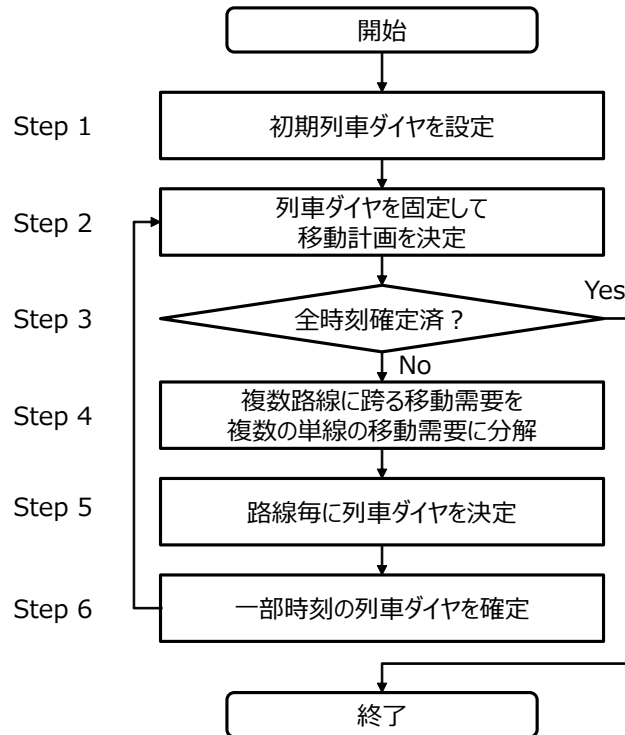 開始
Step 1
初期列車ダイヤを設定
Step 2
列車ダイヤを固定して
移動計画を決定
Step 3
全時刻確定済？
Yes
No
Step 4
複数路線に跨る移動需要を
複数の単線の移動需要に分解
Step 5
路線毎に列車ダイヤを決定
Step 6
一部時刻の列車ダイヤを確定
終了